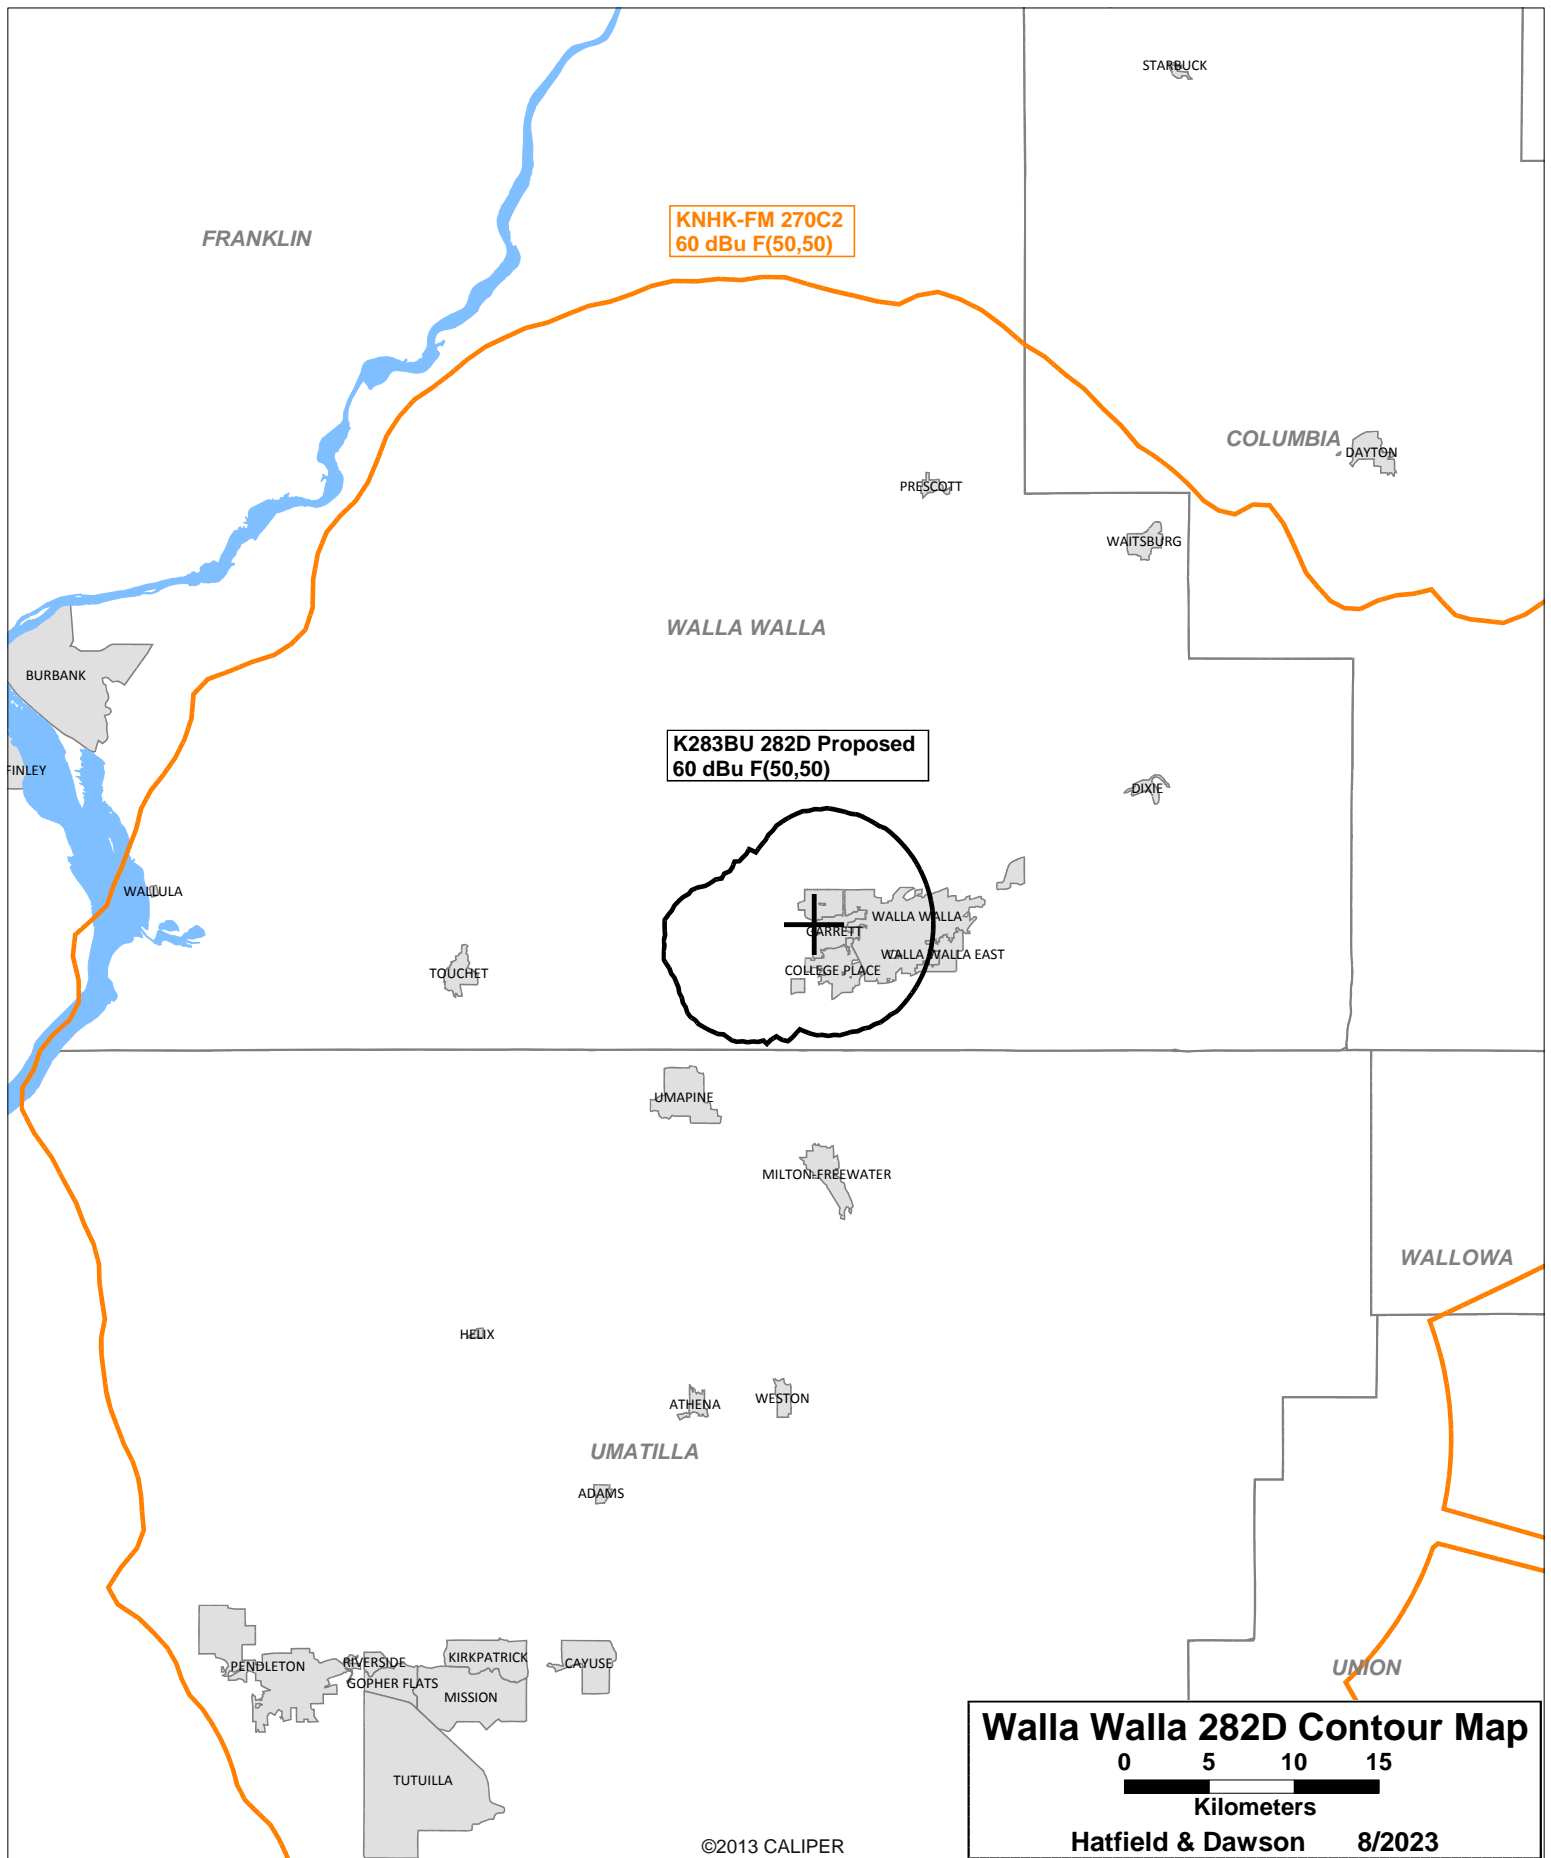 STARBUCK
KNHK-FM 270C2
60 dBu F(50,50)
FRANKLIN
COLUMBIA
DAYTON
PRESCOTT
WAITSBURG
WALLA WALLA
BURBANK
K283BU 282D Proposed
60 dBu F(50,50)
FINLEY
DIXIE
WALLULA
WALLA WALLA
GARRETT
WALLA WALLA EAST
TOUCHET
COLLEGE PLACE
UMAPINE
MILTON-FREEWATER
WALLOWA
HELIX
ATHENA
WESTON
UMATILLA
ADAMS
PENDLETON
RIVERSIDE
KIRKPATRICK
CAYUSE
GOPHER FLATS
MISSION
UNION
TUTUILLA
Walla Walla 282D Contour Map
0 5 10 15
Kilometers
Hatfield & Dawson 8/2023
©2013 CALIPER